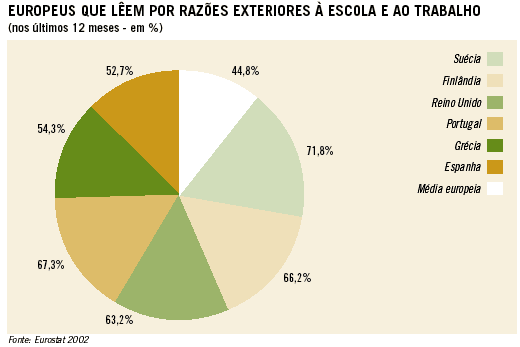 EUROPEUS QUE LÊEM POR RAZÕES EXTERIORES À ESCOLA E AO TRABALHO
(nos últimos 12 meses - em %)
52,7%
44,8%
54,3%
71,8%
67,3%
66,2%
63,2%
Suécia
Finlândia
Reino Unido
Portugal
Grécia
Espanha
Média europeia
Fonte: Eurostat 2002